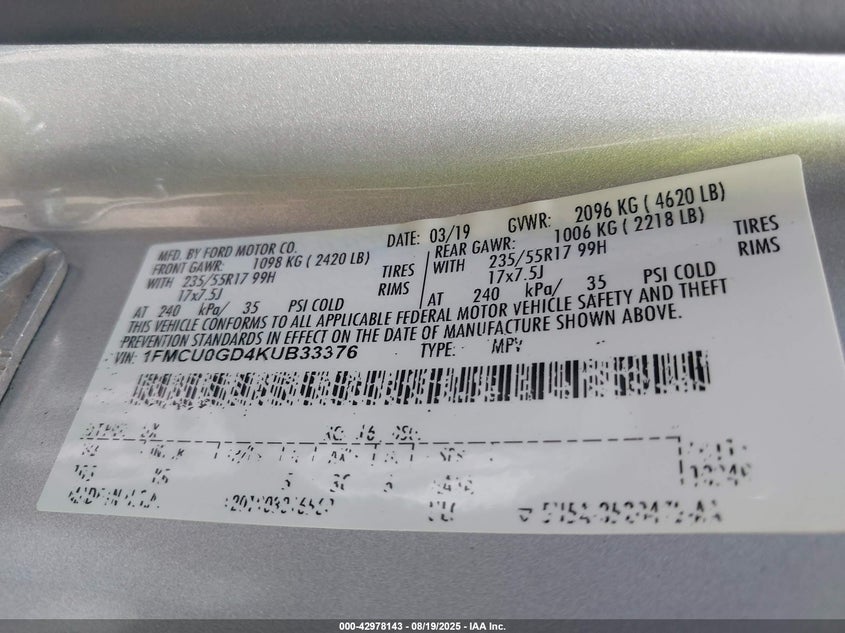 MFD. BY FORD MOTOR CO.
DATE: 03/19 GVWR: 2096 KG ( 4620 LB)
FRONT GAWR: 1098 KG ( 2420 LB)
WITH 235/55R17 99H TIRES
17x7.5J RIMS
AT 240 kPa/ 35 PSI COLD
REAR GAWR: 1006 KG ( 2218 LB)
WITH 235/55R17 99H TIRES
17x7.5J RIMS
AT 240 kPa/ 35 PSI COLD
THIS VEHICLE CONFORMS TO ALL APPLICABLE FEDERAL MOTOR VEHICLE SAFETY AND THEFT
PREVENTION STANDARDS IN EFFECT ON THE DATE OF MANUFACTURE SHOWN ABOVE.
VIN: 1FMCU0GD4KUB33376 TYPE: MPV
000-42978143 - 08/19/2025 - IAA Inc.